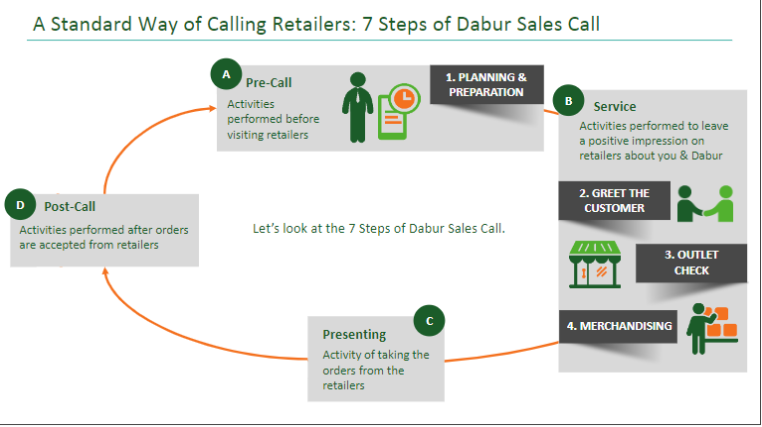 A Standard Way of Calling Retailers: 7 Steps of Dabur Sales Call
A
Pre-Call
Activities
performed before
visiting retailers
1. PLANNING &
PREPARATION
B
Service
Activities performed to leave
a positive impression on
retailers about you & Dabur
2. GREET THE
CUSTOMER
3. OUTLET
CHECK
4. MERCHANDISING
D
Post-Call
Activities performed after orders
are accepted from retailers
Let's look at the 7 Steps of Dabur Sales Call.
C
Presenting
Activity of taking the
orders from the
retailers